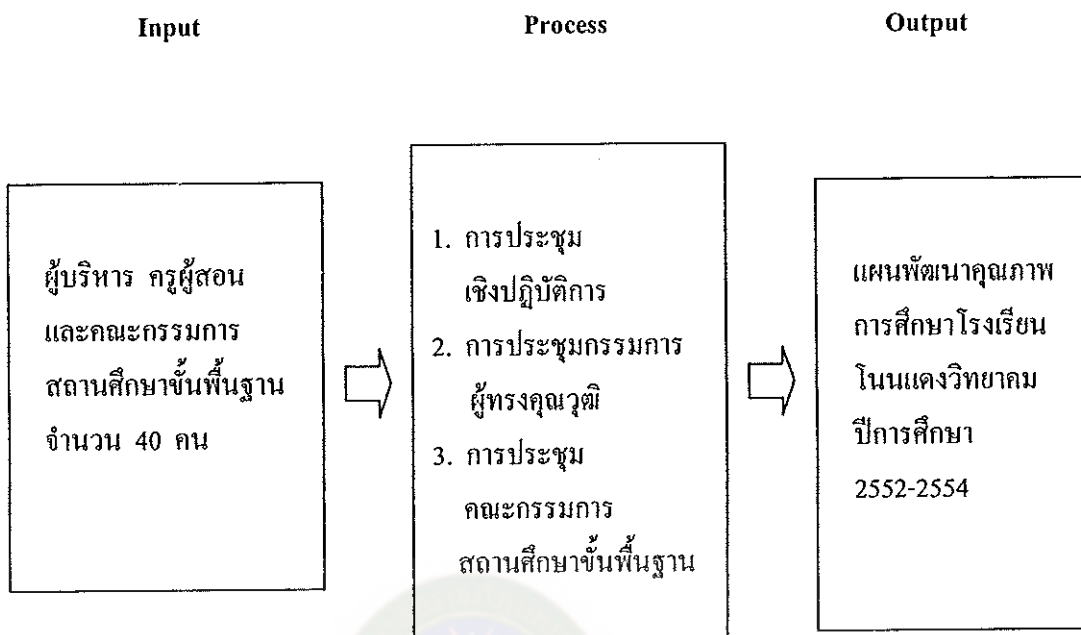 Input
Process
Output
ผู้บริหาร ครูผู้สอน
และคณะกรรมการ
สถานศึกษาขั้นพื้นฐาน
จำนวน 40 คน
1. การประชุม
เชิงปฏิบัติการ
2. การประชุมกรรมการ
ผู้ทรงคุณวุฒิ
3. การประชุม
คณะกรรมการ
สถานศึกษาขั้นพื้นฐาน
แผนพัฒนาคุณภาพ
การศึกษาโรงเรียน
โนนแดงวิทยาคม
ปีการศึกษา
2552-2554